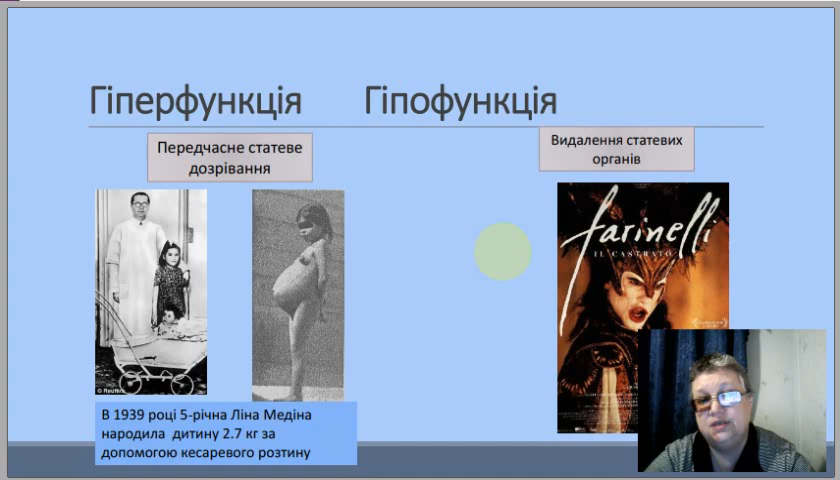 Гіперфункція Гіпофункція
Передчасне статеве
дозрівання
Видалення статевих
органів
farinelli
IL CASTRATO
© Reuters
В 1939 році 5-річна Ліна Медіна
народила дитину 2.7 кг за
допомогою кесаревого розтину